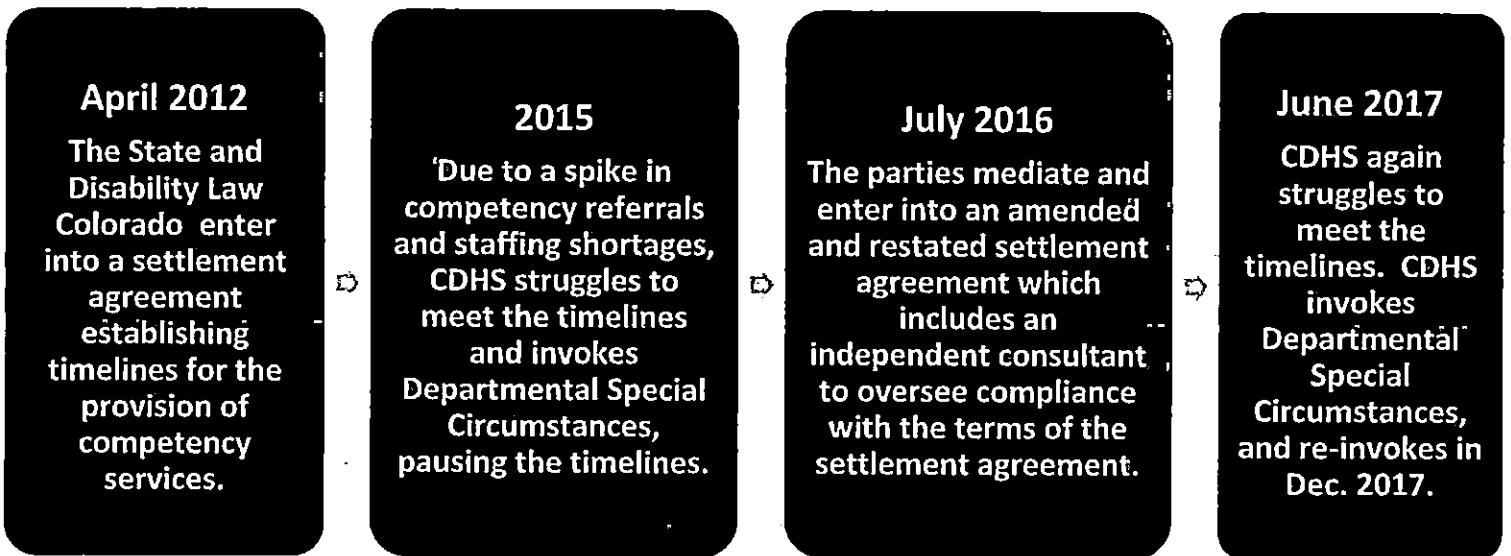 April 2012
The State and
Disability Law
Colorado enter
into a settlement
agreement
establishing
timelines for the
provision of
competency
services.
2015
Due to a spike in
competency referrals
and staffing shortages,
CDHS struggles to
meet the timelines
and invokes
Departmental Special
Circumstances,
pausing the timelines.
July 2016
The parties mediate and
enter into an amended
and restated settlement
agreement which
includes an
independent consultant
to oversee compliance
with the terms of the
settlement agreement.
June 2017
CDHS again
struggles to
meet the
timelines. CDHS
invokes
Departmental
Special
Circumstances,
and re-invokes in
Dec. 2017.